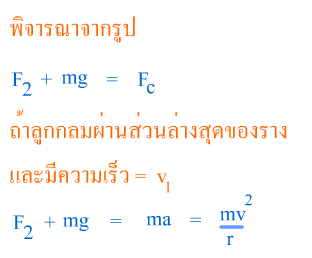 พิจารณาจากรูป
F₂ + mg = F꜀
ถ้าลูกกลมผ่านส่วนล่างสุดของราง
และมีความเร็ว = v₁
F₂ + mg = ma = mv²/r